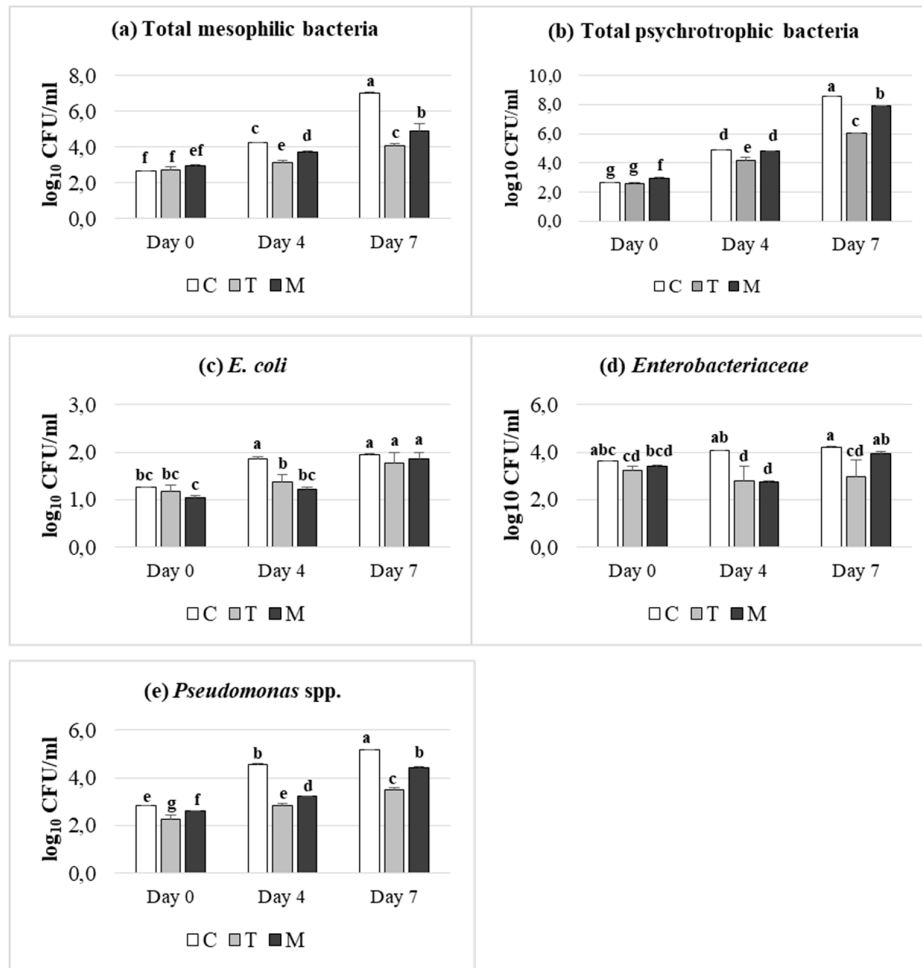 (a) Total mesophilic bacteria
log₁₀ CFU/ml
8,0
6,0
4,0
2,0
0,0
f f ef
c e d
a c b
Day 0 Day 4 Day 7
C T M
(b) Total psychrotrophic bacteria
log10 CFU/ml
10,0
8,0
6,0
4,0
2,0
0,0
g g f
d e d
a c b
Day 0 Day 4 Day 7
C T M
(c) E. coli
log₁₀ CFU/ml
3,0
2,0
1,0
0,0
bc bc c
a b bc
a a a
Day 0 Day 4 Day 7
C T M
(d) Enterobacteriaceae
log10 CFU/ml
6,0
4,0
2,0
0,0
abc cd bcd
ab d d
a cd ab
Day 0 Day 4 Day 7
C T M
(e) Pseudomonas spp.
log₁₀ CFU/ml
6,0
4,0
2,0
0,0
e g f
b e d
a c b
Day 0 Day 4 Day 7
C T M